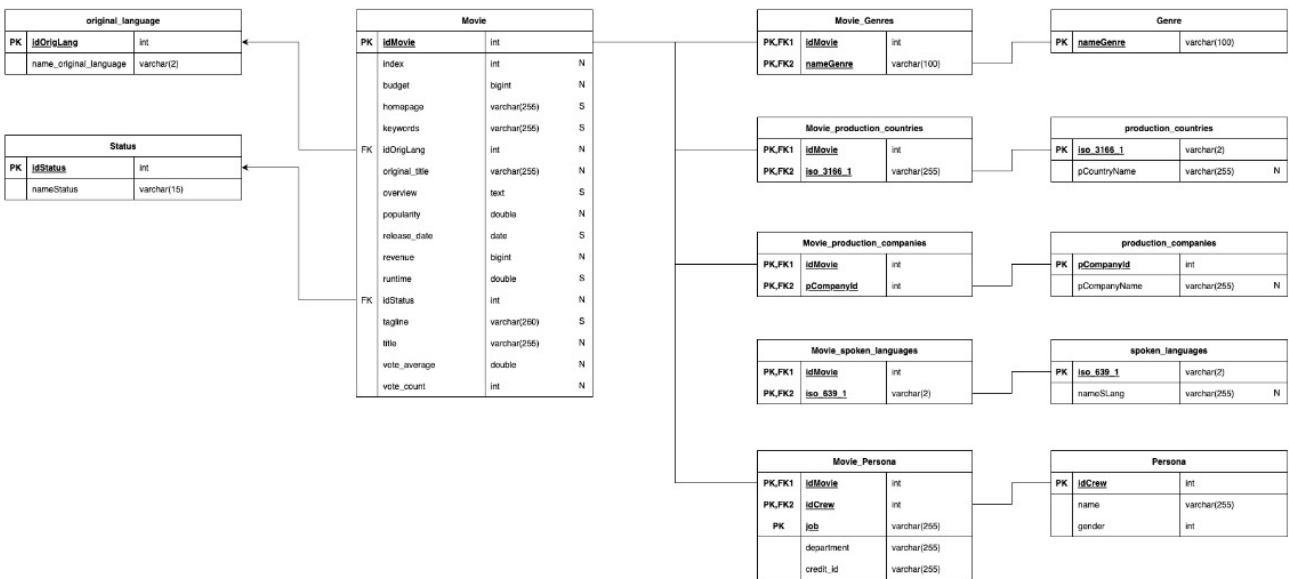 original_language
PK idOrigLang int
name_original_language varchar(2)
Status
PK idStatus int
nameStatus varchar(15)
Movie
PK idMovie int
index int N
budget bigint N
homepage varchar(255) S
keywords varchar(255) S
FK idOrigLang int N
original_title varchar(255) N
overview text S
popularity double N
release_date date S
revenue bigint N
runtime double S
FK idStatus int N
tagline varchar(260) S
title varchar(255) N
vote_average double N
vote_count int N
Movie_Genres
PK,FK1 idMovie int
PK,FK2 nameGenre varchar(100)
Genre
PK nameGenre varchar(100)
Movie_production_countries
PK,FK1 idMovie int
PK,FK2 iso_3166_1 varchar(255)
production_countries
PK iso_3166_1 varchar(2)
pCountryName varchar(255) N
Movie_production_companies
PK,FK1 idMovie int
PK,FK2 pCompanyId int
production_companies
PK pCompanyId int
pCompanyName varchar(255) N
Movie_spoken_languages
PK,FK1 idMovie int
PK,FK2 iso_639_1 varchar(2)
spoken_languages
PK iso_639_1 varchar(2)
nameSLang varchar(255) N
Movie_Persona
PK,FK1 idMovie int
PK,FK2 idCrew int
PK job varchar(255)
department varchar(255)
credit_id varchar(255)
Persona
PK idCrew int
name varchar(255)
gender int